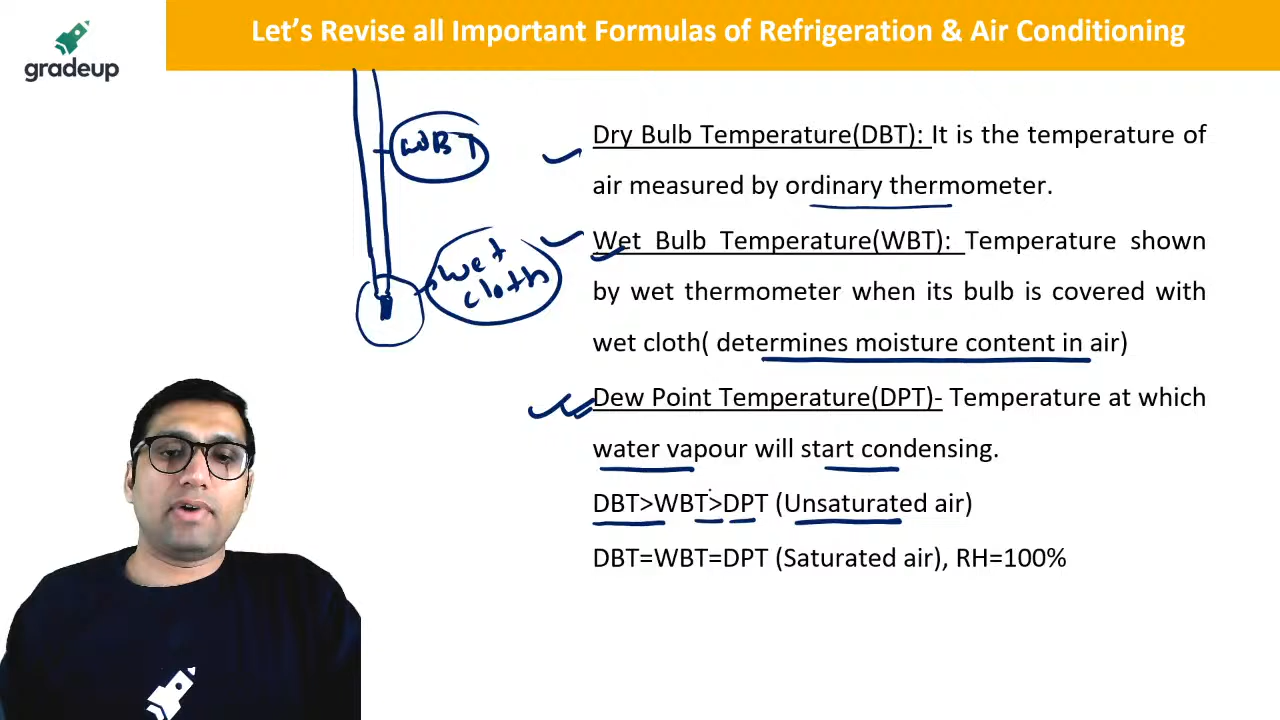 Let's Revise all Important Formulas of Refrigeration & Air Conditioning
gradeup
WBT
wet
cloth
Dry Bulb Temperature(DBT): It is the temperature of
air measured by ordinary thermometer.
Wet Bulb Temperature(WBT): Temperature shown
by wet thermometer when its bulb is covered with
wet cloth( determines moisture content in air)
Dew Point Temperature(DPT)- Temperature at which
water vapour will start condensing.
DBT>WBT>DPT (Unsaturated air)
DBT=WBT=DPT (Saturated air), RH=100%